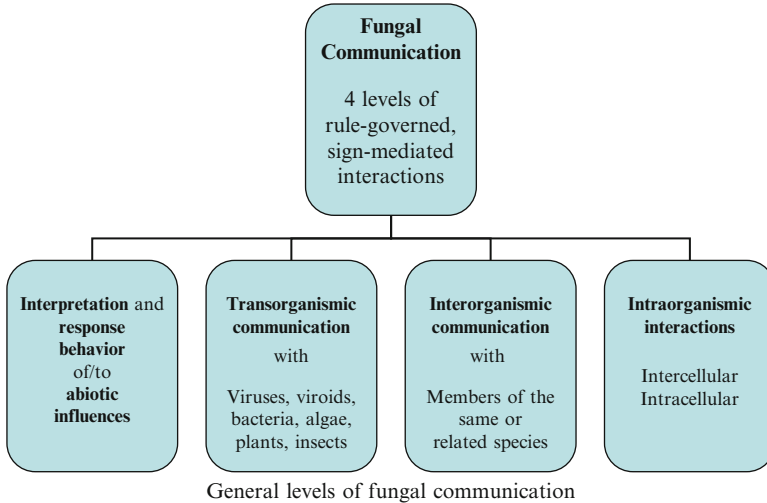 Fungal
Communication
4 levels of
rule-governed,
sign-mediated
interactions
Interpretation and
response
behavior
of/to
abiotic
influences
Transorganismic
communication
with
Viruses, viroids,
bacteria, algae,
plants, insects
Interorganismic
communication
with
Members of the
same or
related species
Intraorganismic
interactions
Intercellular
Intracellular
General levels of fungal communication